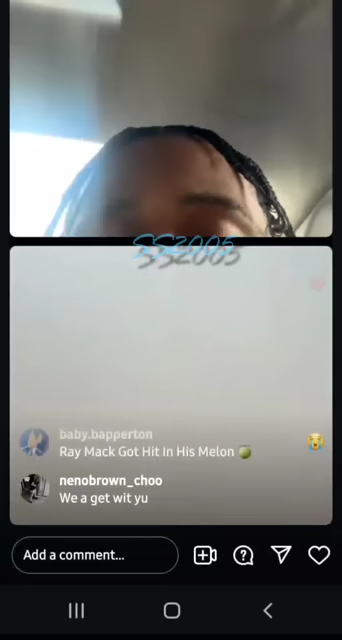 SS2005
baby.bapperton
Ray Mack Got Hit In His Melon 🍈
nenobrown_choo
We a get wit yu
Add a comment...